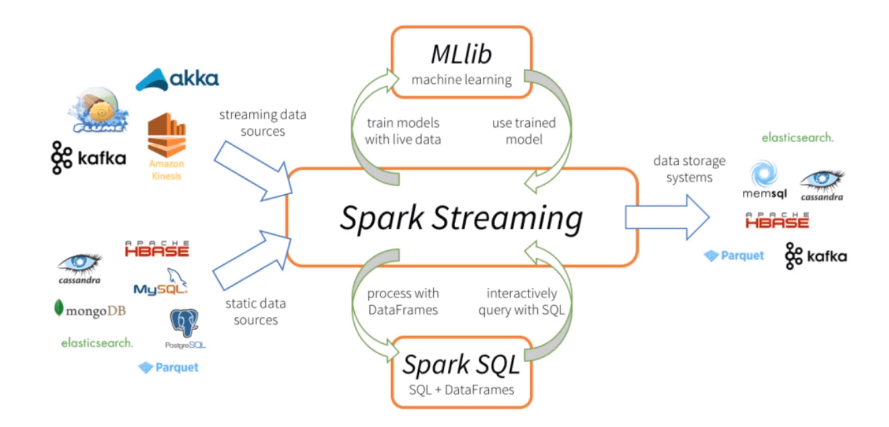 MLlib
machine learning
akka
flume
kafka
Amazon
Kinesis
streaming data
sources
train models
with live data
use trained
model
Spark Streaming
data storage
systems
elasticsearch.
memsql
cassandra
APACHE
HBASE
Parquet
kafka
cassandra
APACHE
HBASE
MySQL®
mongoDB
PostgreSQL
elasticsearch.
Parquet
static data
sources
process with
DataFrames
interactively
query with SQL
Spark SQL
SQL + DataFrames